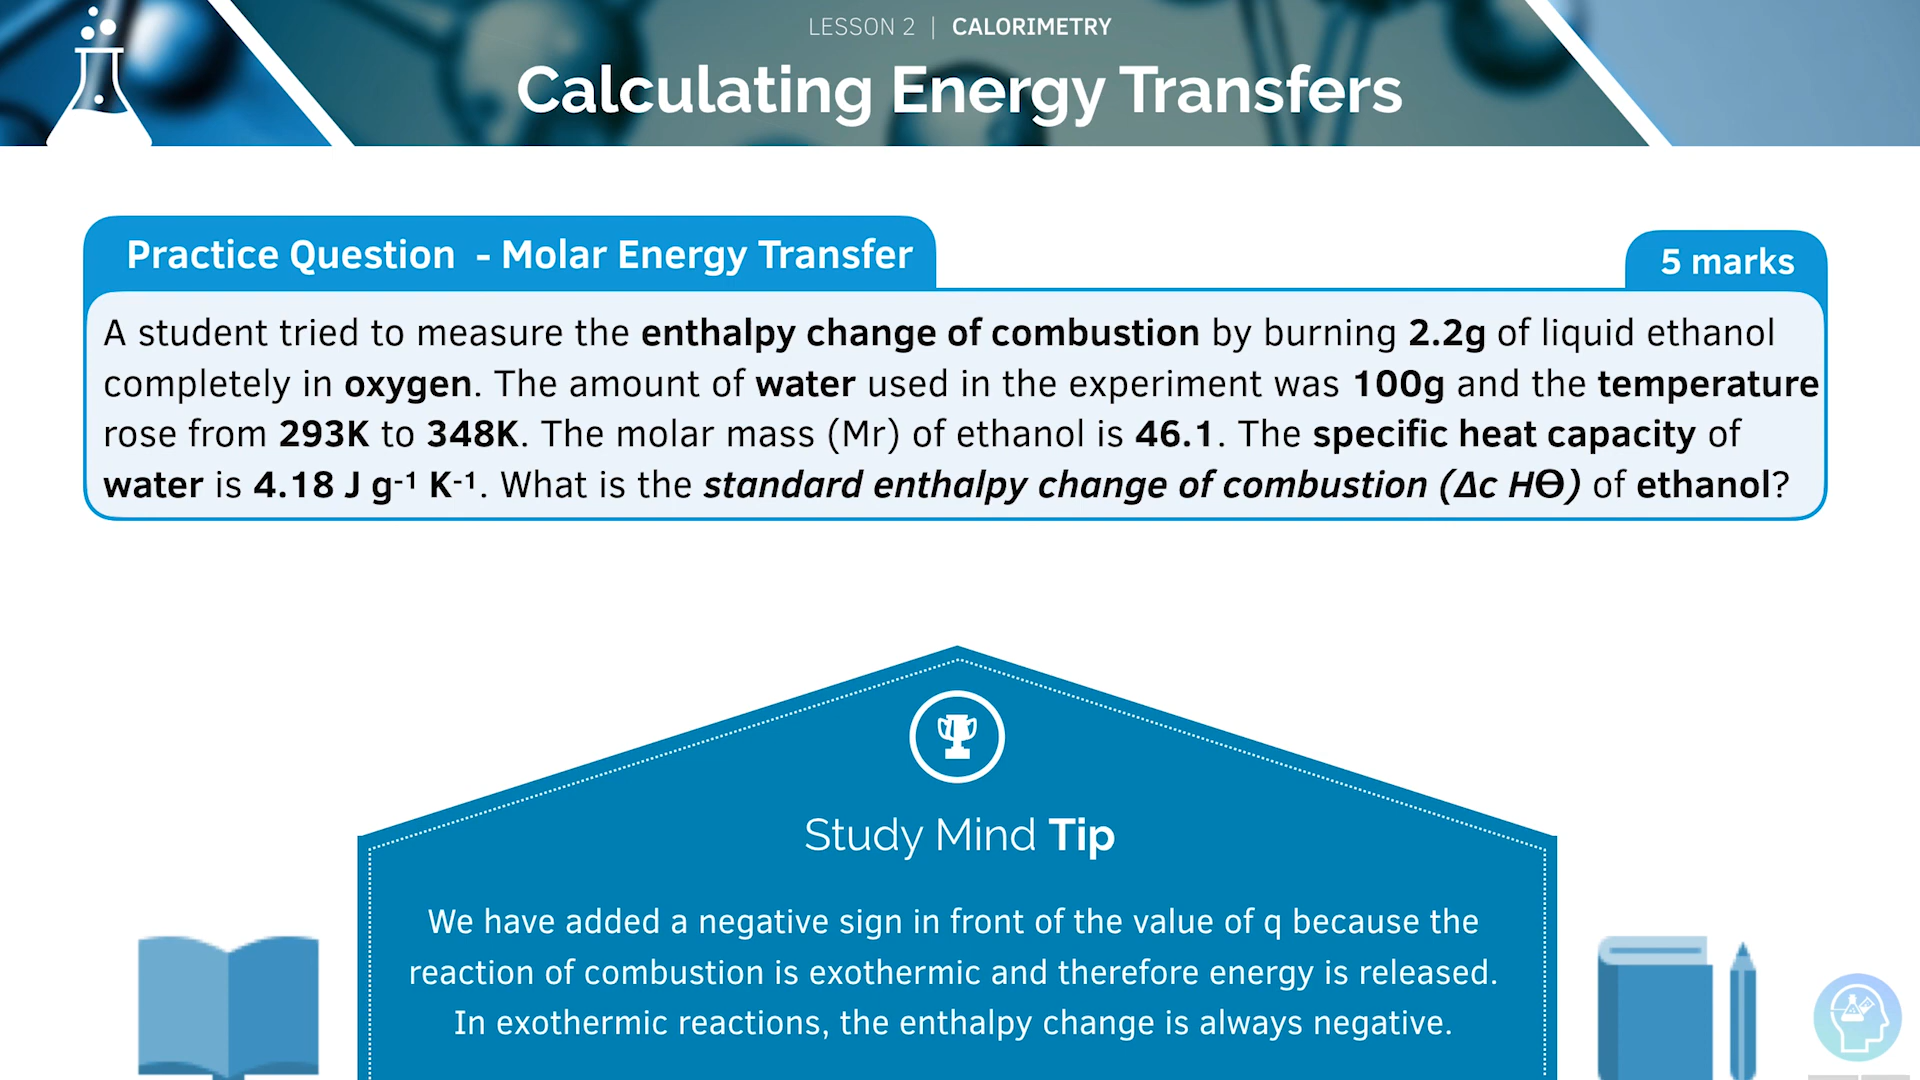 LESSON 2 | CALORIMETRY
Calculating Energy Transfers
Practice Question - Molar Energy Transfer
5 marks
A student tried to measure the enthalpy change of combustion by burning 2.2g of liquid ethanol
completely in oxygen. The amount of water used in the experiment was 100g and the temperature
rose from 293K to 348K. The molar mass (Mr) of ethanol is 46.1. The specific heat capacity of
water is 4.18 J g⁻¹ K⁻¹. What is the standard enthalpy change of combustion (Δc HΘ) of ethanol?
Study Mind Tip
We have added a negative sign in front of the value of q because the
reaction of combustion is exothermic and therefore energy is released.
In exothermic reactions, the enthalpy change is always negative.